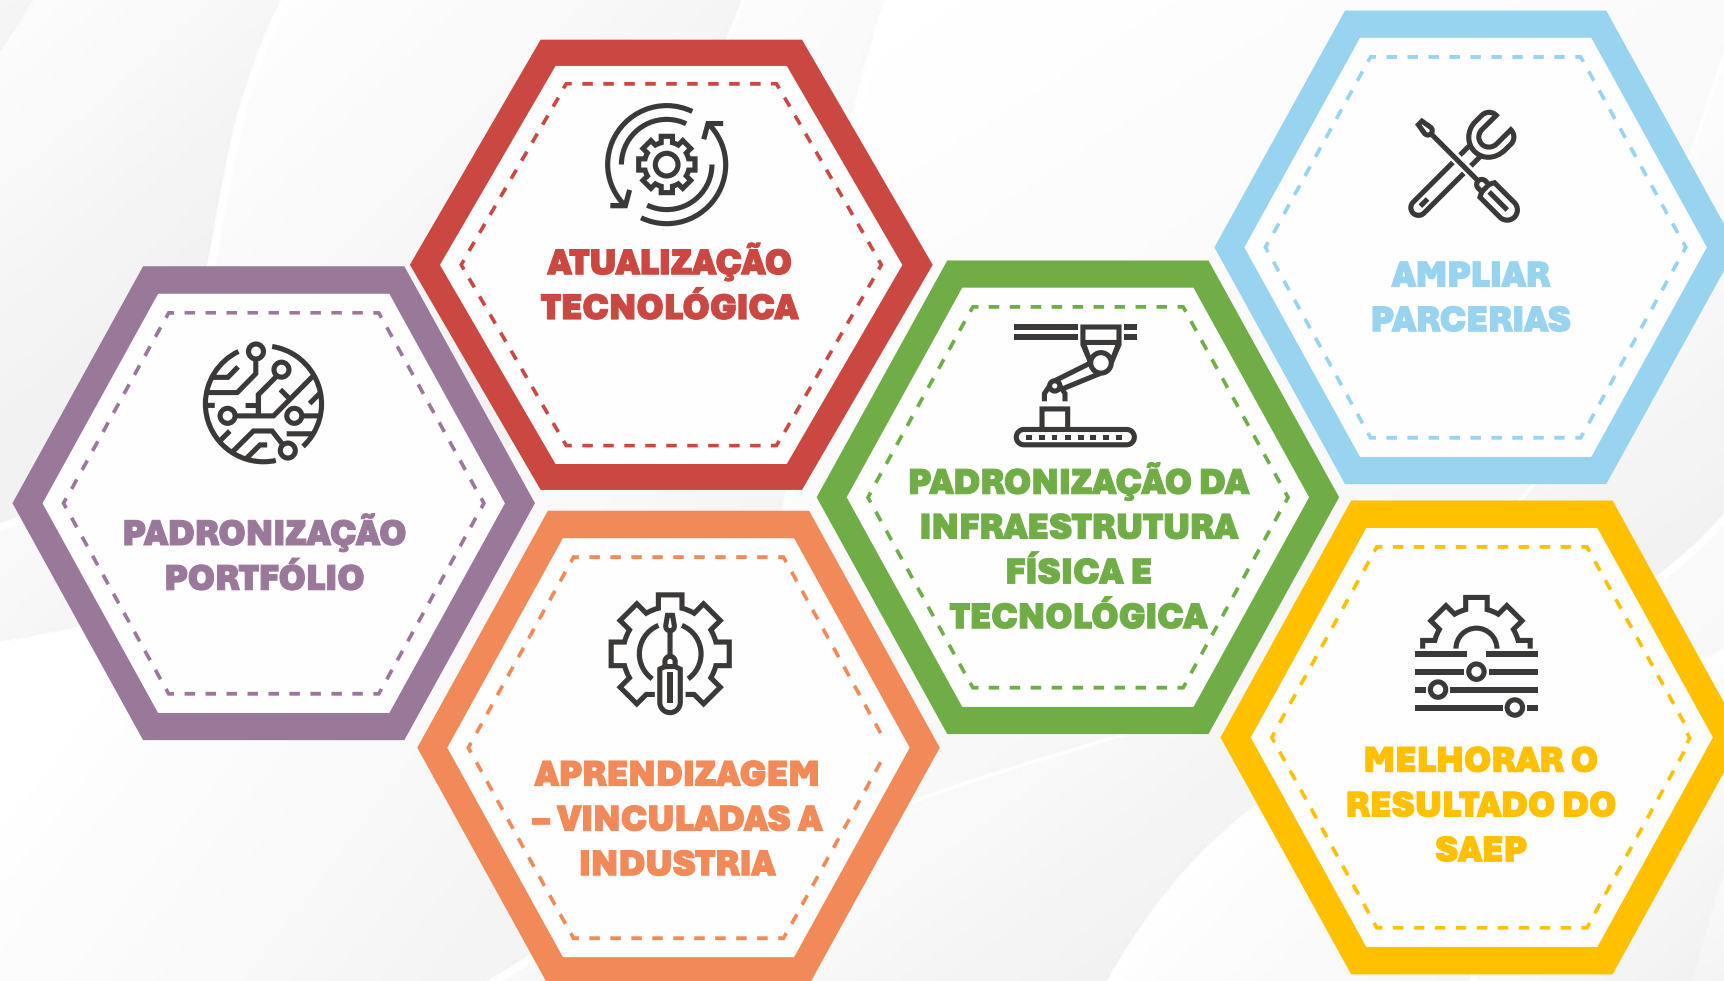 ATUALIZAÇÃO
TECNOLÓGICA
AMPLIAR
PARCERIAS
PADRONIZAÇÃO
PORTFÓLIO
PADRONIZAÇÃO DA
INFRAESTRUTURA
FÍSICA E
TECNOLÓGICA
APRENDIZAGEM
– VINCULADAS A
INDUSTRIA
MELHORAR O
RESULTADO DO
SAEP